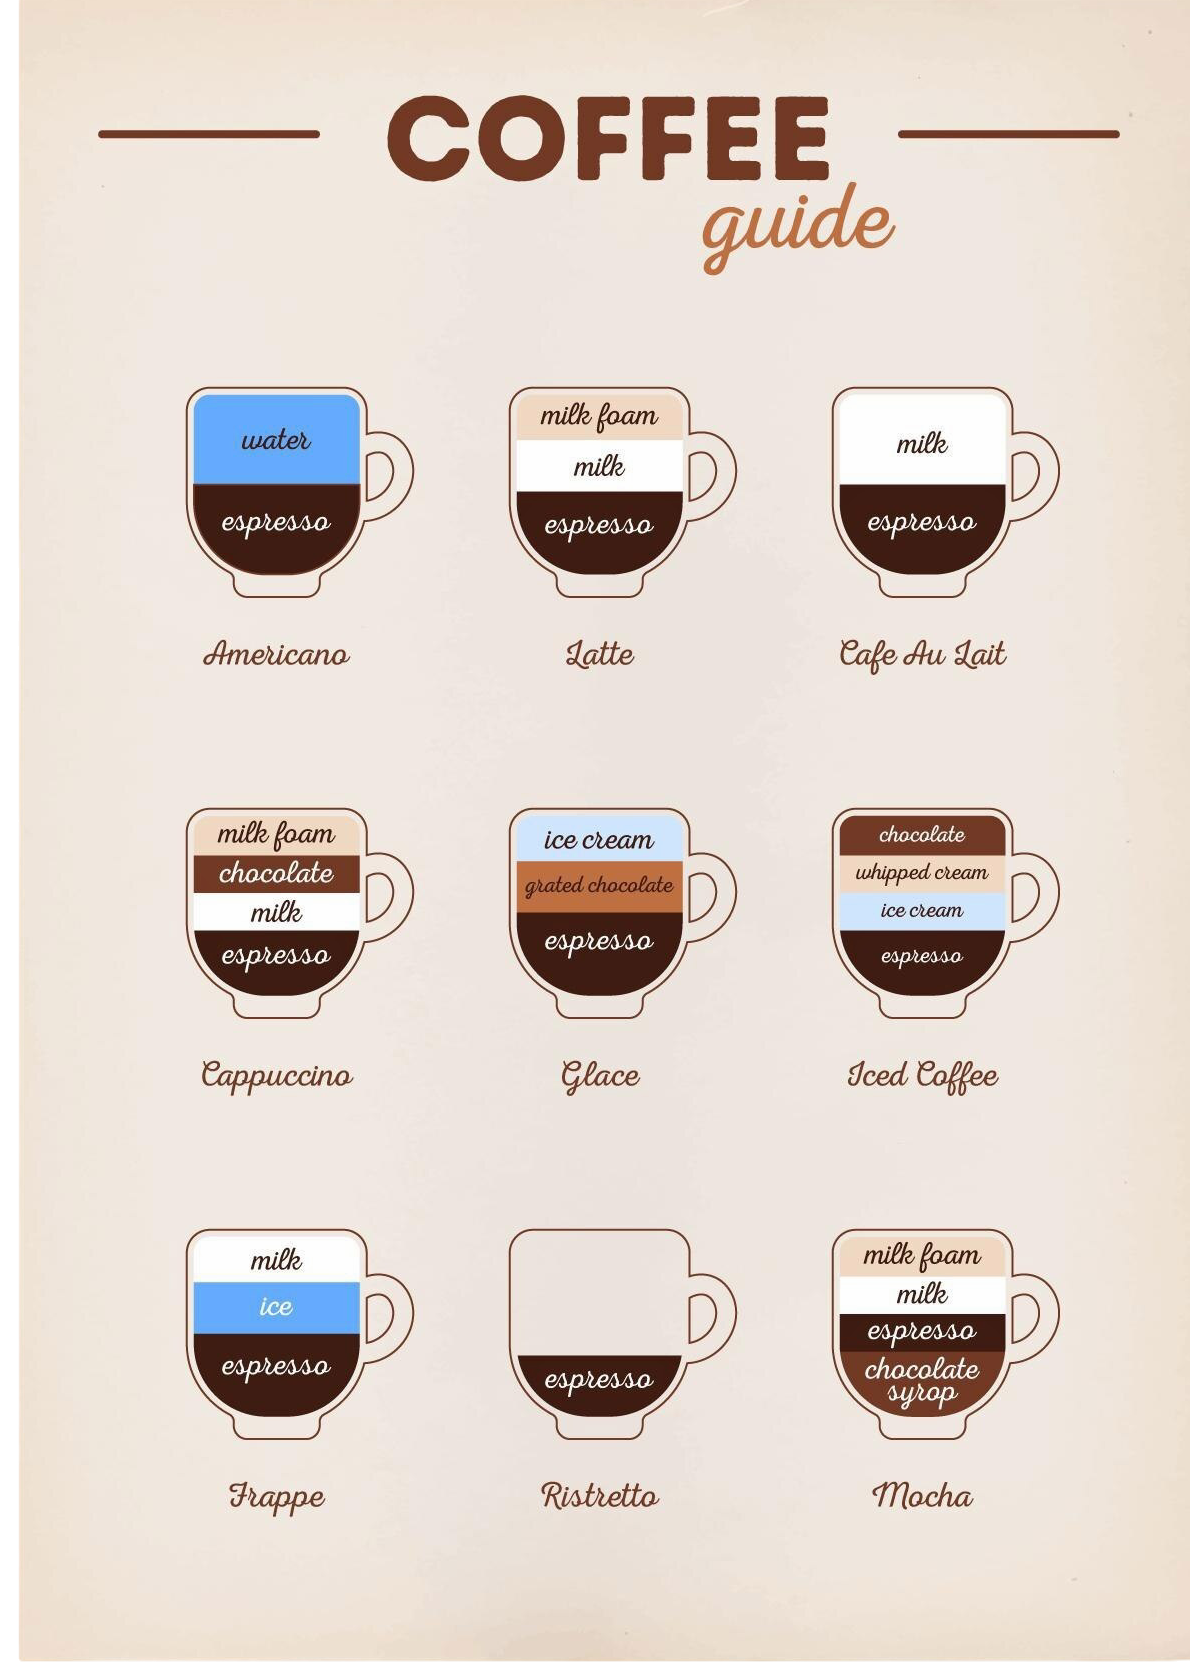 COFFEE
guide
water
espresso
Americano
milk foam
milk
espresso
Latte
milk
espresso
Cafe Au Lait
milk foam
chocolate
milk
espresso
Cappuccino
ice cream
grated chocolate
espresso
Glace
chocolate
whipped cream
ice cream
espresso
Iced Coffee
milk
ice
espresso
Frappe
espresso
Ristretto
milk foam
milk
espresso
chocolate
syrop
Mocha